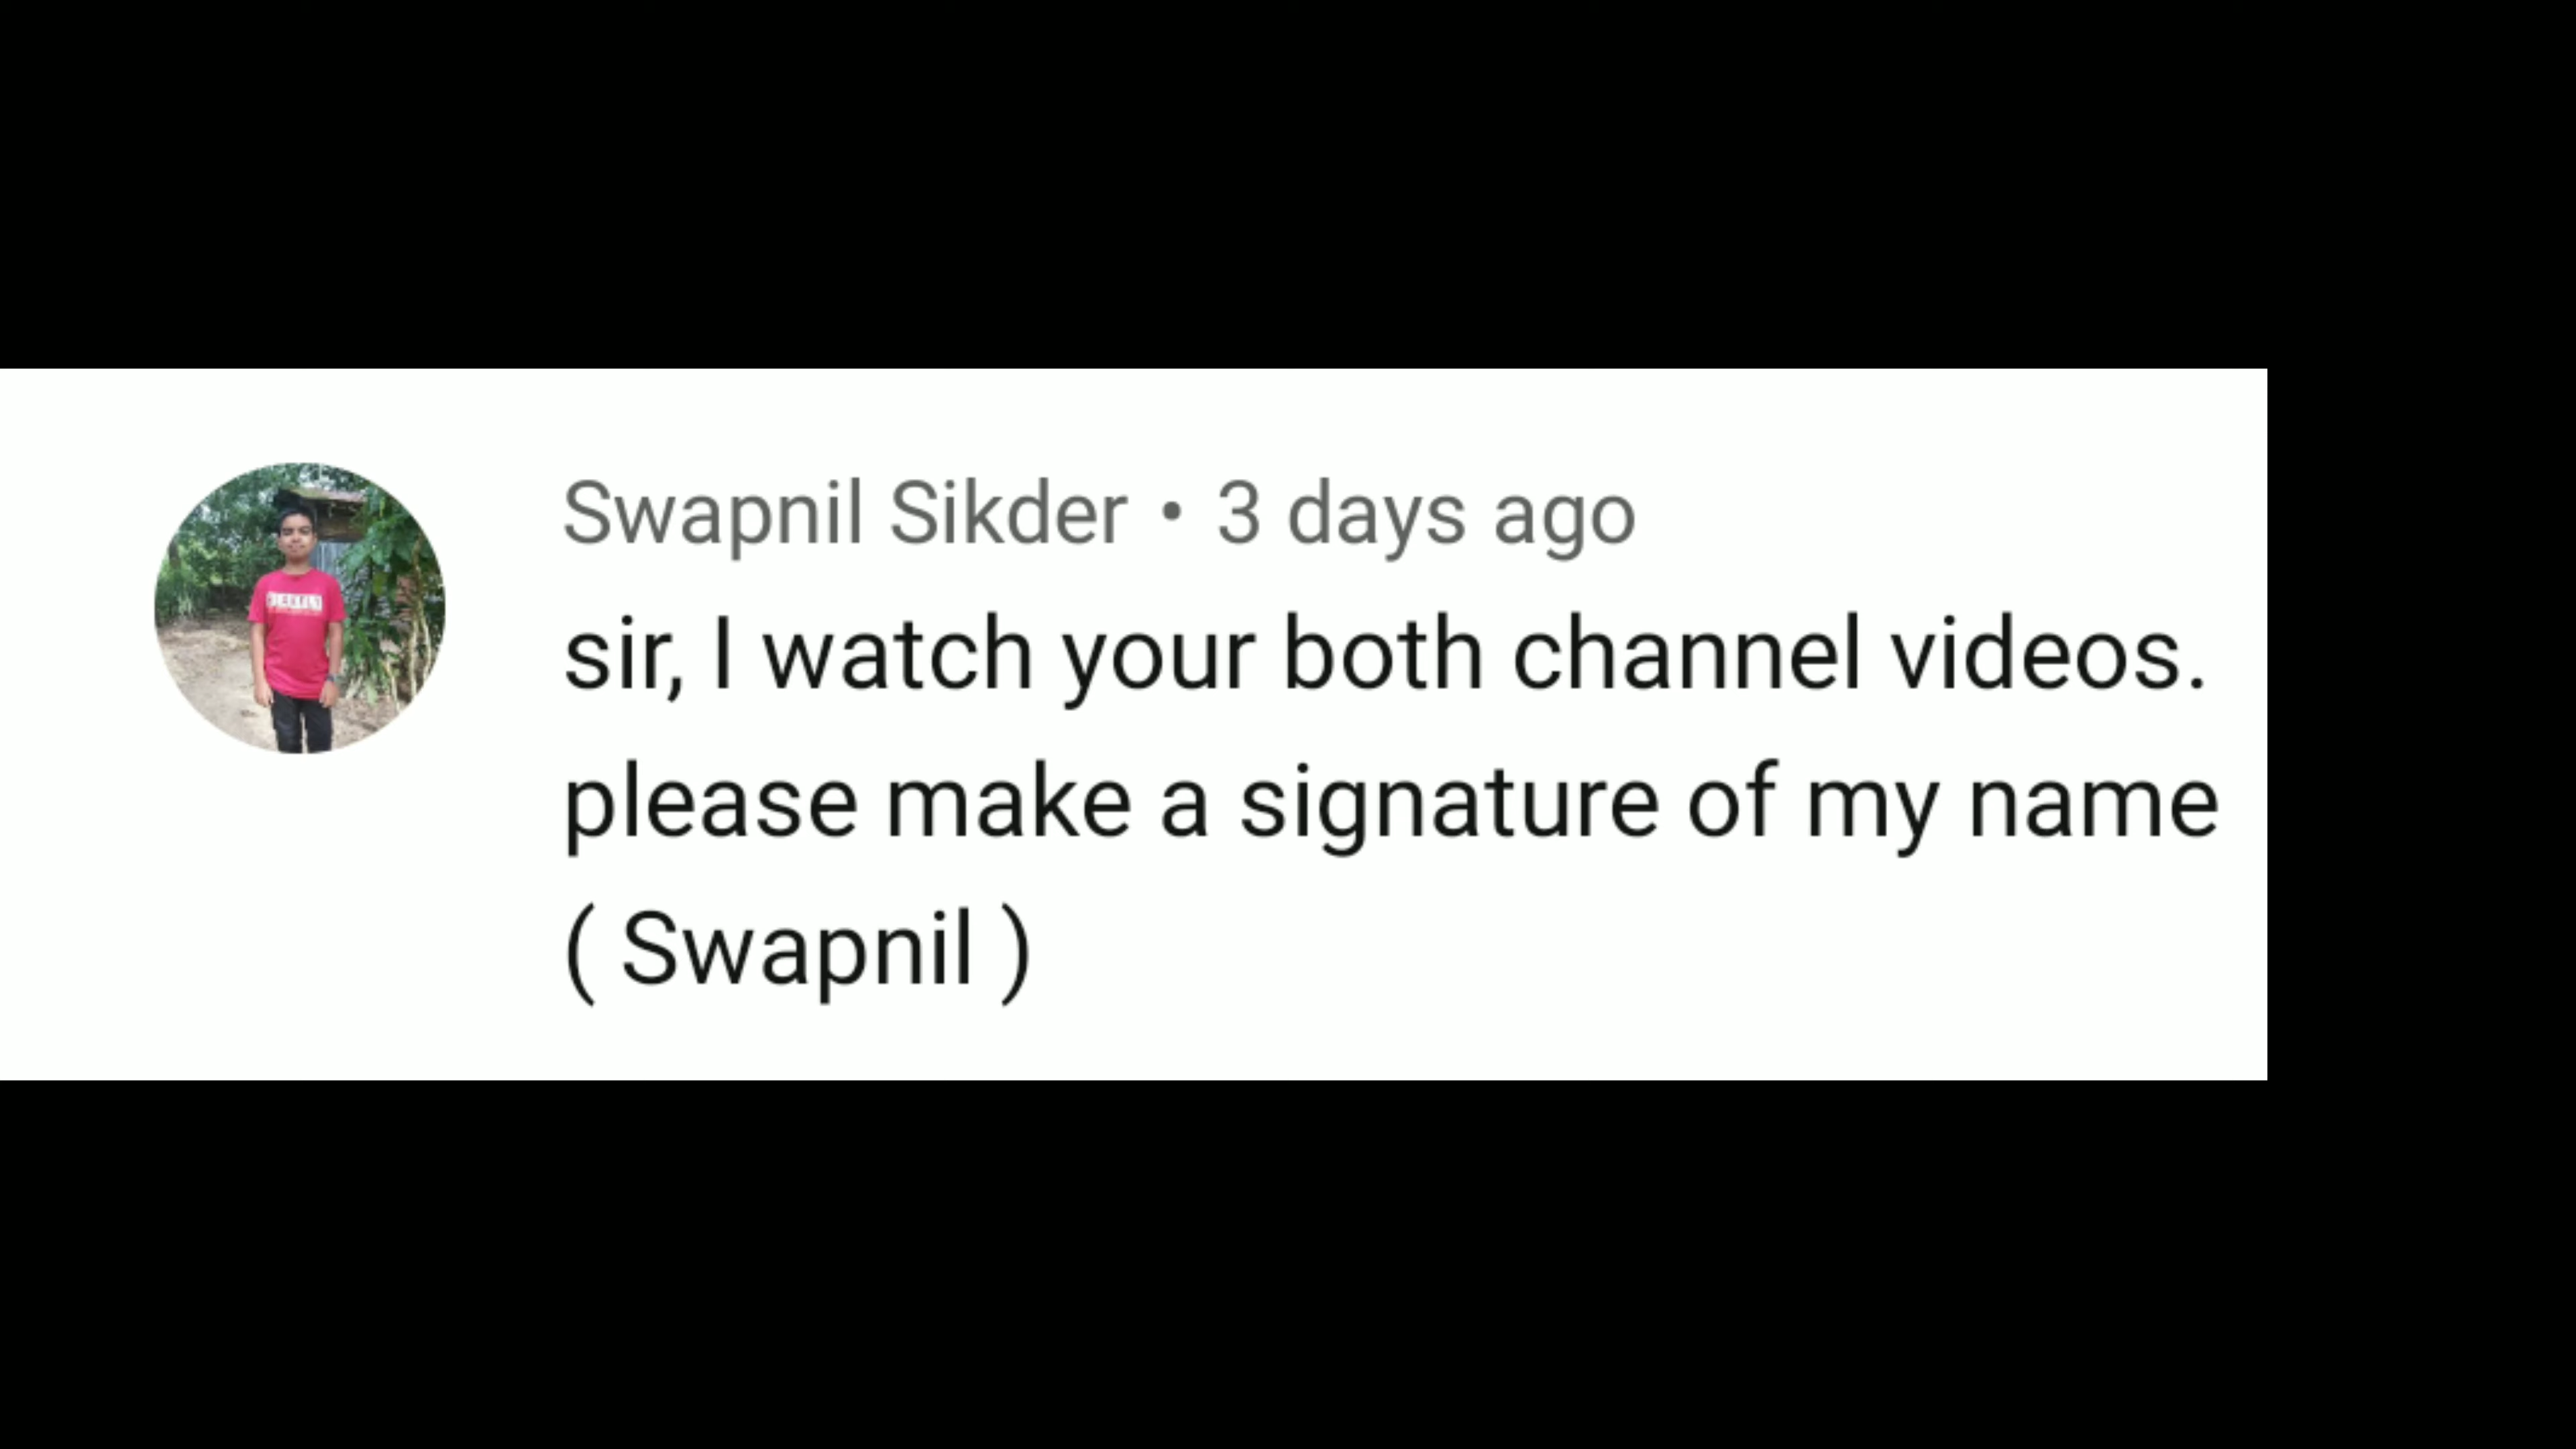 Swapnil Sikder • 3 days ago
sir, I watch your both channel videos.
please make a signature of my name
( Swapnil )